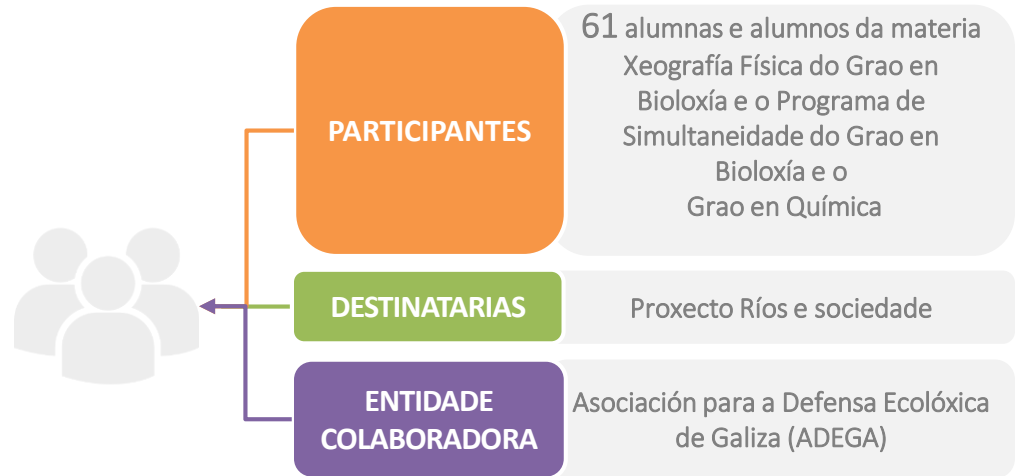 PARTICIPANTES
61 alumnas e alumnos da materia
Xeografía Física do Grao en
Bioloxía e o Programa de
Simultaneidade do Grao en
Bioloxía e o
Grao en Química
DESTINATARIAS
Proxecto Ríos e sociedade
ENTIDADE
COLABORADORA
Asociación para a Defensa Ecolóxica
de Galiza (ADEGA)